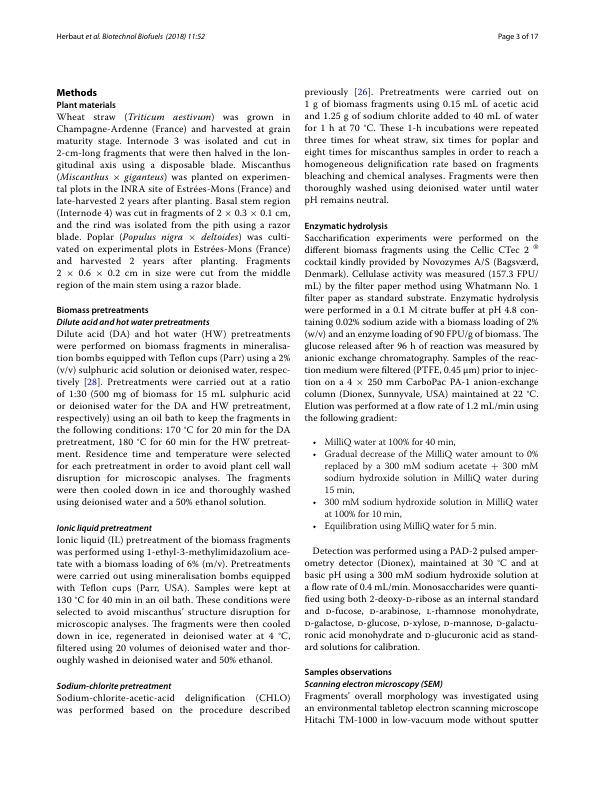 Herbaut et al. Biotechnol Biofuels (2018) 11:52
Page 3 of 17
Methods
Plant materials
Wheat straw (Triticum aestivum) was grown in
Champagne-Ardenne (France) and harvested at grain
maturity stage. Internode 3 was isolated and cut in
2-cm-long fragments that were then halved in the lon-
gitudinal axis using a disposable blade. Miscanthus
(Miscanthus × giganteus) was planted on experimen-
tal plots in the INRA site of Estrées-Mons (France) and
late-harvested 2 years after planting. Basal stem region
(Internode 4) was cut in fragments of 2 × 0.3 × 0.1 cm,
and the rind was isolated from the pith using a razor
blade. Poplar (Populus nigra × deltoides) was culti-
vated on experimental plots in Estrées-Mons (France)
and harvested 2 years after planting. Fragments
2 × 0.6 × 0.2 cm in size were cut from the middle
region of the main stem using a razor blade.
Biomass pretreatments
Dilute acid and hot water pretreatments
Dilute acid (DA) and hot water (HW) pretreatments
were performed on biomass fragments in mineralisa-
tion bombs equipped with Teflon cups (Parr) using a 2%
(v/v) sulphuric acid solution or deionised water, respec-
tively [28]. Pretreatments were carried out at a ratio
of 1:30 (500 mg of biomass for 15 mL sulphuric acid
or deionised water for the DA and HW pretreatment,
respectively) using an oil bath to keep the fragments in
the following conditions: 170 °C for 20 min for the DA
pretreatment, 180 °C for 60 min for the HW pretreat-
ment. Residence time and temperature were selected
for each pretreatment in order to avoid plant cell wall
disruption for microscopic analyses. The fragments
were then cooled down in ice and thoroughly washed
using deionised water and a 50% ethanol solution.
Ionic liquid pretreatment
Ionic liquid (IL) pretreatment of the biomass fragments
was performed using 1-ethyl-3-methylimidazolium ace-
tate with a biomass loading of 6% (m/v). Pretreatments
were carried out using mineralisation bombs equipped
with Teflon cups (Parr, USA). Samples were kept at
130 °C for 40 min in an oil bath. These conditions were
selected to avoid miscanthus’ structure disruption for
microscopic analyses. The fragments were then cooled
down in ice, regenerated in deionised water at 4 °C,
filtered using 20 volumes of deionised water and thor-
oughly washed in deionised water and 50% ethanol.
Sodium-chlorite pretreatment
Sodium-chlorite-acetic-acid delignification (CHLO)
was performed based on the procedure described
previously [26]. Pretreatments were carried out on
1 g of biomass fragments using 0.15 mL of acetic acid
and 1.25 g of sodium chlorite added to 40 mL of water
for 1 h at 70 °C. These 1-h incubations were repeated
three times for wheat straw, six times for poplar and
eight times for miscanthus samples in order to reach a
homogeneous delignification rate based on fragments
bleaching and chemical analyses. Fragments were then
thoroughly washed using deionised water until water
pH remains neutral.
Enzymatic hydrolysis
Saccharification experiments were performed on the
different biomass fragments using the Cellic CTec 2 ®
cocktail kindly provided by Novozymes A/S (Bagsværd,
Denmark). Cellulase activity was measured (157.3 FPU/
mL) by the filter paper method using Whatmann No. 1
filter paper as standard substrate. Enzymatic hydrolysis
were performed in a 0.1 M citrate buffer at pH 4.8 con-
taining 0.02% sodium azide with a biomass loading of 2%
(w/v) and an enzyme loading of 90 FPU/g of biomass. The
glucose released after 96 h of reaction was measured by
anionic exchange chromatography. Samples of the reac-
tion medium were filtered (PTFE, 0.45 µm) prior to injec-
tion on a 4 × 250 mm CarboPac PA-1 anion-exchange
column (Dionex, Sunnyvale, USA) maintained at 22 °C.
Elution was performed at a flow rate of 1.2 mL/min using
the following gradient:
• MilliQ water at 100% for 40 min,
• Gradual decrease of the MilliQ water amount to 0%
replaced by a 300 mM sodium acetate + 300 mM
sodium hydroxide solution in MilliQ water during
15 min,
• 300 mM sodium hydroxide solution in MilliQ water
at 100% for 10 min,
• Equilibration using MilliQ water for 5 min.
Detection was performed using a PAD-2 pulsed amper-
ometry detector (Dionex), maintained at 30 °C and at
basic pH using a 300 mM sodium hydroxide solution at
a flow rate of 0.4 mL/min. Monosaccharides were quanti-
fied using both 2-deoxy-D-ribose as an internal standard
and D-fucose, D-arabinose, L-rhamnose monohydrate,
D-galactose, D-glucose, D-xylose, D-mannose, D-galactu-
ronic acid monohydrate and D-glucuronic acid as stand-
ard solutions for calibration.
Samples observations
Scanning electron microscopy (SEM)
Fragments’ overall morphology was investigated using
an environmental tabletop electron scanning microscope
Hitachi TM-1000 in low-vacuum mode without sputter